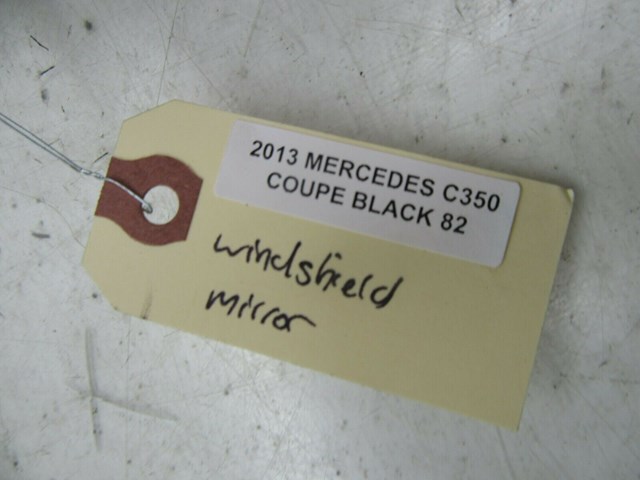 2013 MERCEDES C350
COUPE BLACK 82
windshield
mirror